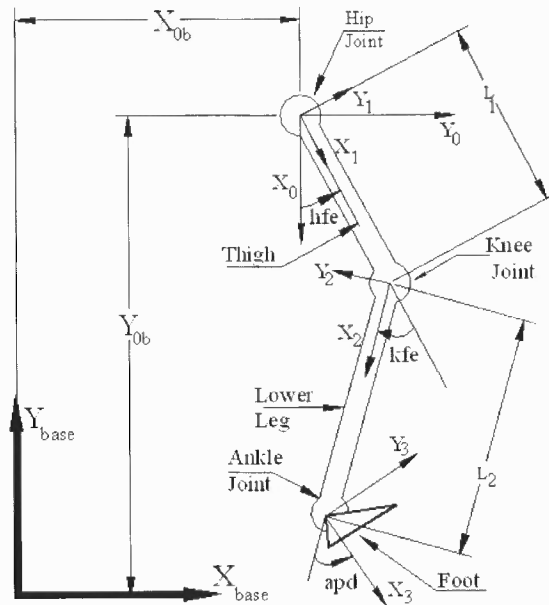 X0b
Hip
Joint
Y1
L1
Y0
X1
X0
hfe
Thigh
Knee
Joint
Y2
Y0b
X2
kfe
Lower
Leg
Ybase
Y3
L2
Ankle
Joint
apd
Foot
Xbase
X3